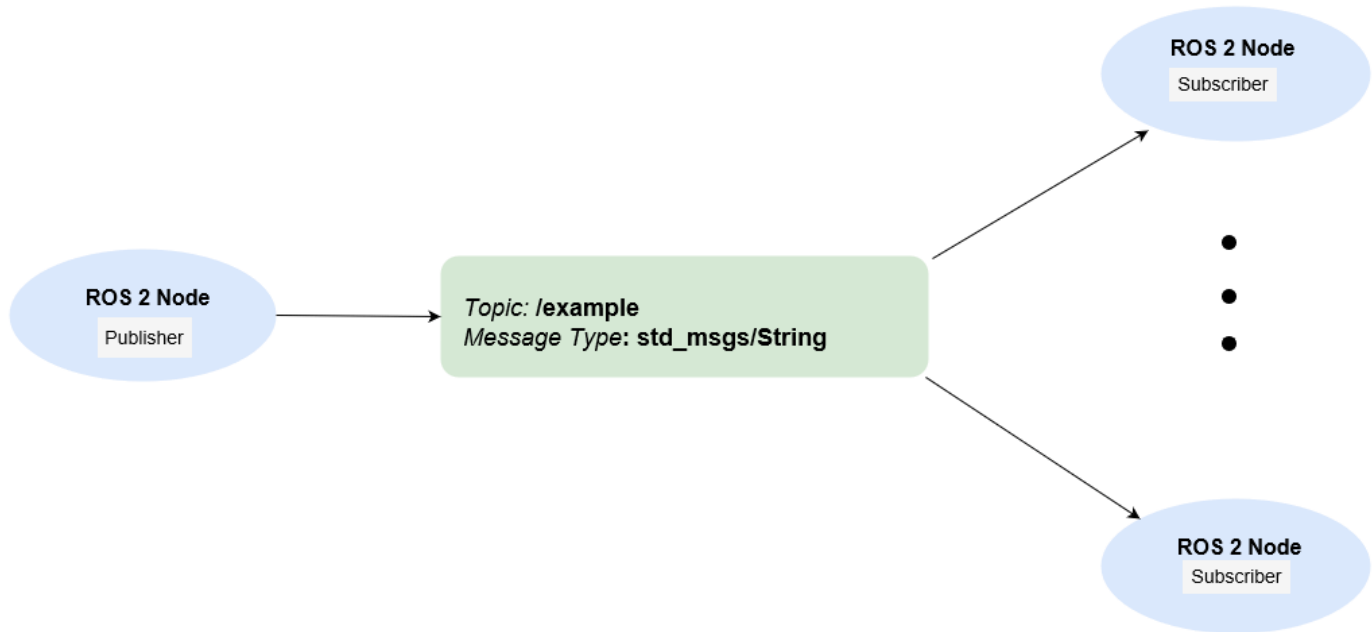 ROS 2 Node
Subscriber
ROS 2 Node
Publisher
Topic: /example
Message Type: std_msgs/String
ROS 2 Node
Subscriber